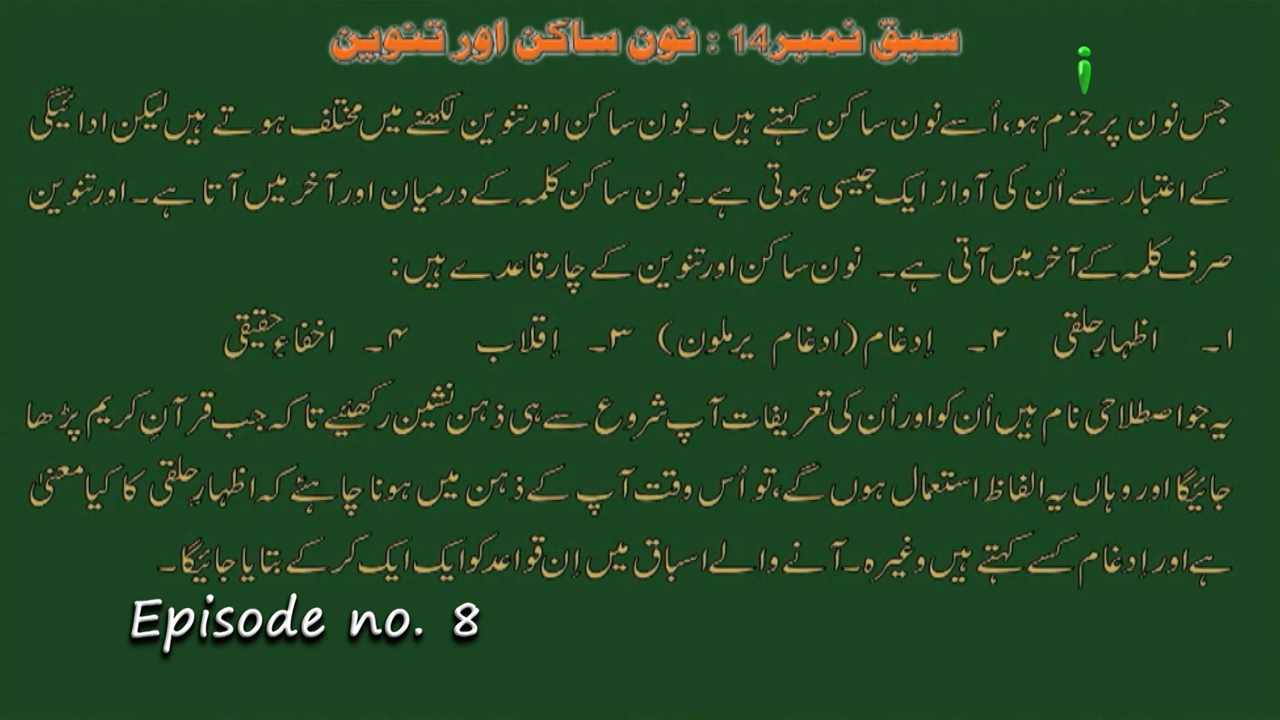 سبق نمبر14 : نون ساکن اور تنوین
جس نون پر جزم ہو، اُسے نون ساکن کہتے ہیں۔ نون ساکن اور تنوین لکھنے میں مختلف ہوتے ہیں لیکن ادائیگی
کے اعتبار سے اُن کی آواز ایک جیسی ہوتی ہے۔ نون ساکن کلمہ کے درمیان اور آخر میں آتا ہے۔ اور تنوین
صرف کلمہ کے آخر میں آتی ہے۔ نون ساکن اور تنوین کے چار قاعدے ہیں:
۱۔ اظہارِ حلقی ۲۔ اِدغام (ادغام یرملون) ۳۔ اِقلاب ۴۔ اخفاءِ حقیقی
یہ جو اصطلاحی نام ہیں اُن کو اور اُن کی تعریفات آپ شروع سے ہی ذہن نشین رکھئیے تاکہ جب قرآنِ کریم پڑھا
جائیگا اور وہاں یہ الفاظ استعمال ہوں گے، تو اُس وقت آپ کے ذہن میں ہونا چاہئے کہ اظہارِ حلقی کا کیا معنیٰ
ہے اور اِدغام کسے کہتے ہیں وغیرہ۔ آنے والے اسباق میں اِن قواعد کو ایک ایک کر کے بتایا جائیگا۔
Episode no. 8